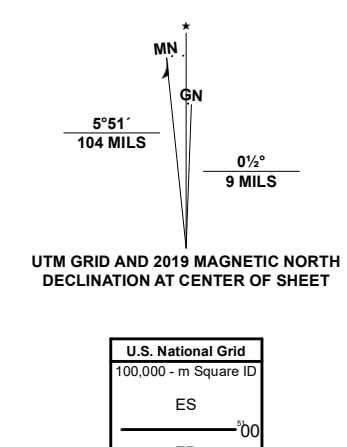 ★
MN
GN
5°51´
104 MILS
0½°
9 MILS
UTM GRID AND 2019 MAGNETIC NORTH
DECLINATION AT CENTER OF SHEET
U.S. National Grid
100,000 - m Square ID
ES
⁵¹00